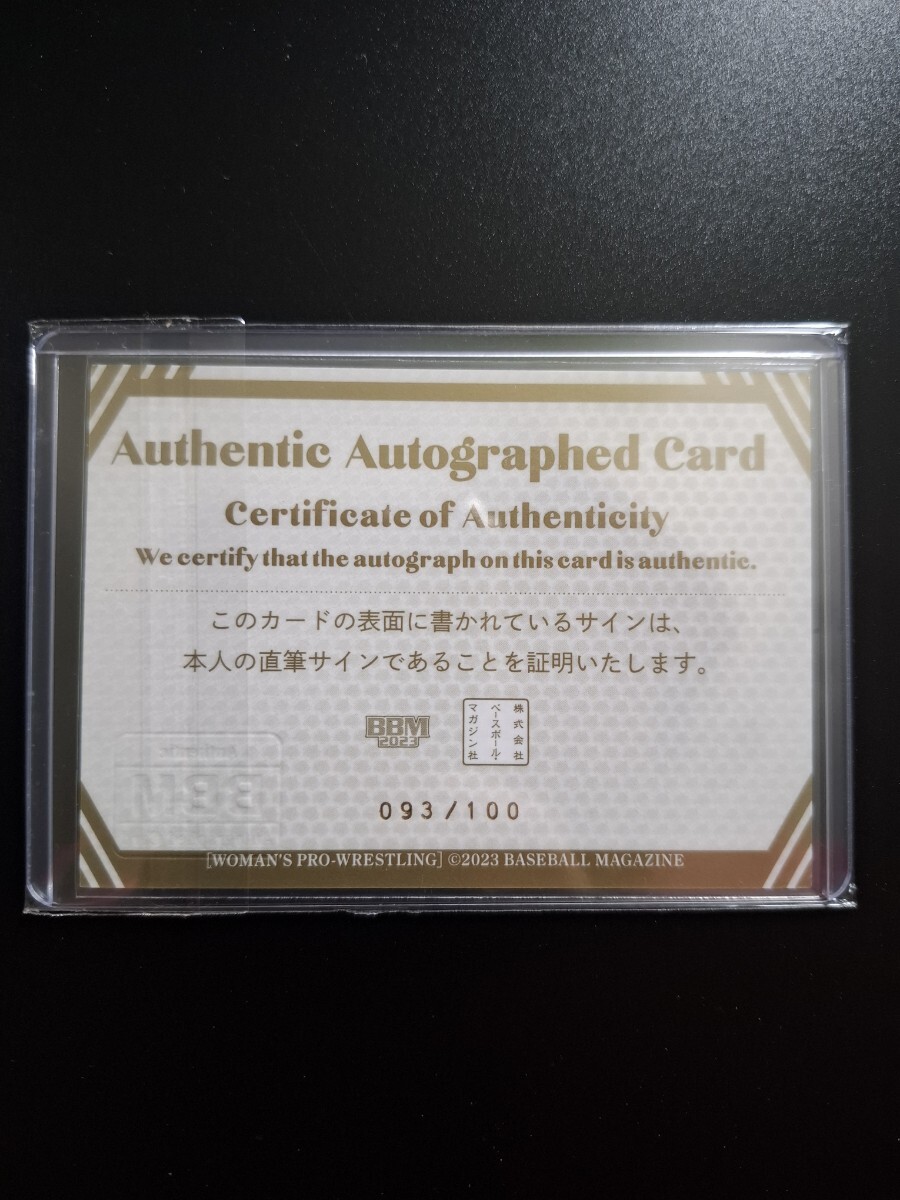 Authentic Autographed Card
Certificate of Authenticity
We certify that the autograph on this card is authentic.
このカードの表面に書かれているサインは、
本人の直筆サインであることを証明いたします。
BBM
2023
株式会社
ベースボール・
マガジン社
BBM
093/100
[WOMAN'S PRO-WRESTLING] ©2023 BASEBALL MAGAZINE